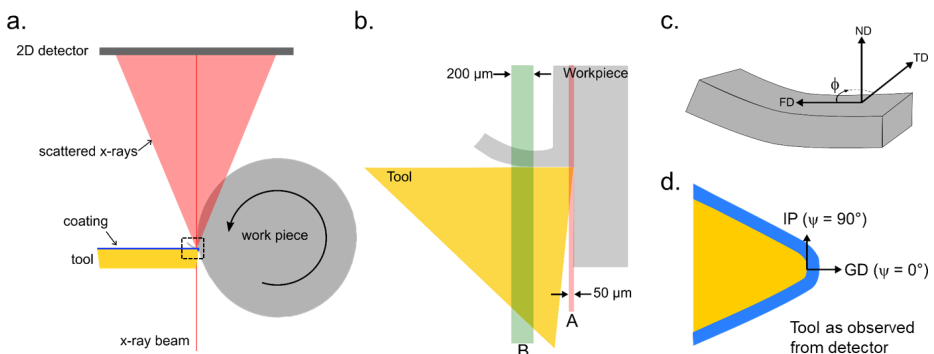 a.
2D detector
scattered x-rays
coating
tool
work piece
x-ray beam
b.
200 µm
Workpiece
Tool
50 µm
A
B
c.
ND
TD
ϕ
FD
d.
IP (ψ = 90°)
GD (ψ = 0°)
Tool as observed
from detector